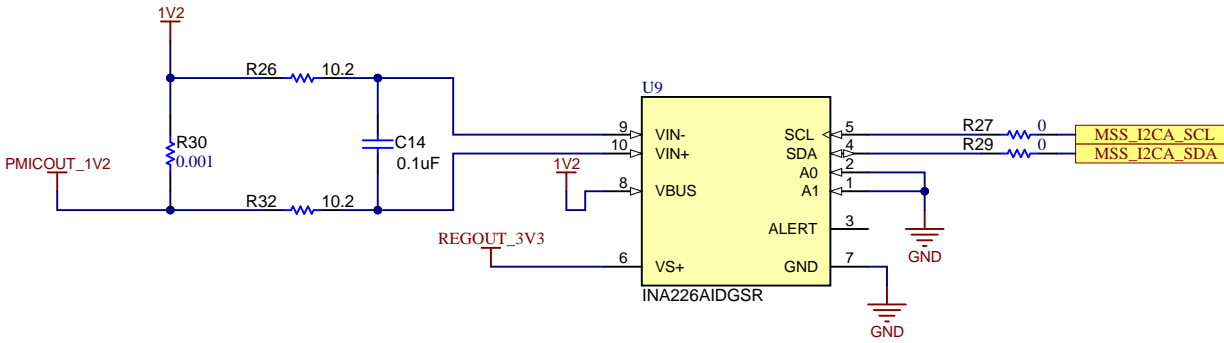 1V2
R26 10.2
U9
C14
0.1uF
R30
0.001
PMICOUT_1V2
9 VIN-
10 VIN+
SCL 5
SDA 4
A0 2
A1 1
R27 0
R29 0
MSS_I2CA_SCL
MSS_I2CA_SDA
1V2
8 VBUS
R32 10.2
ALERT 3
REGOUT_3V3
6 VS+
GND 7
GND
INA226AIDGSR
GND